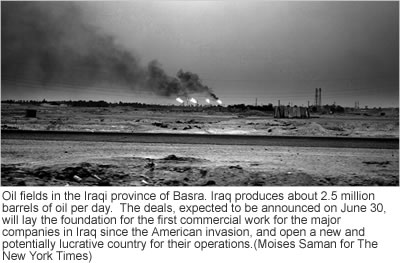 Oil fields in the Iraqi province of Basra. Iraq produces about 2.5 million
barrels of oil per day.  The deals, expected to be announced on June 30,
will lay the foundation for the first commercial work for the major
companies in Iraq since the American invasion, and open a new and
potentially lucrative country for their operations.(Moises Saman for The
New York Times)